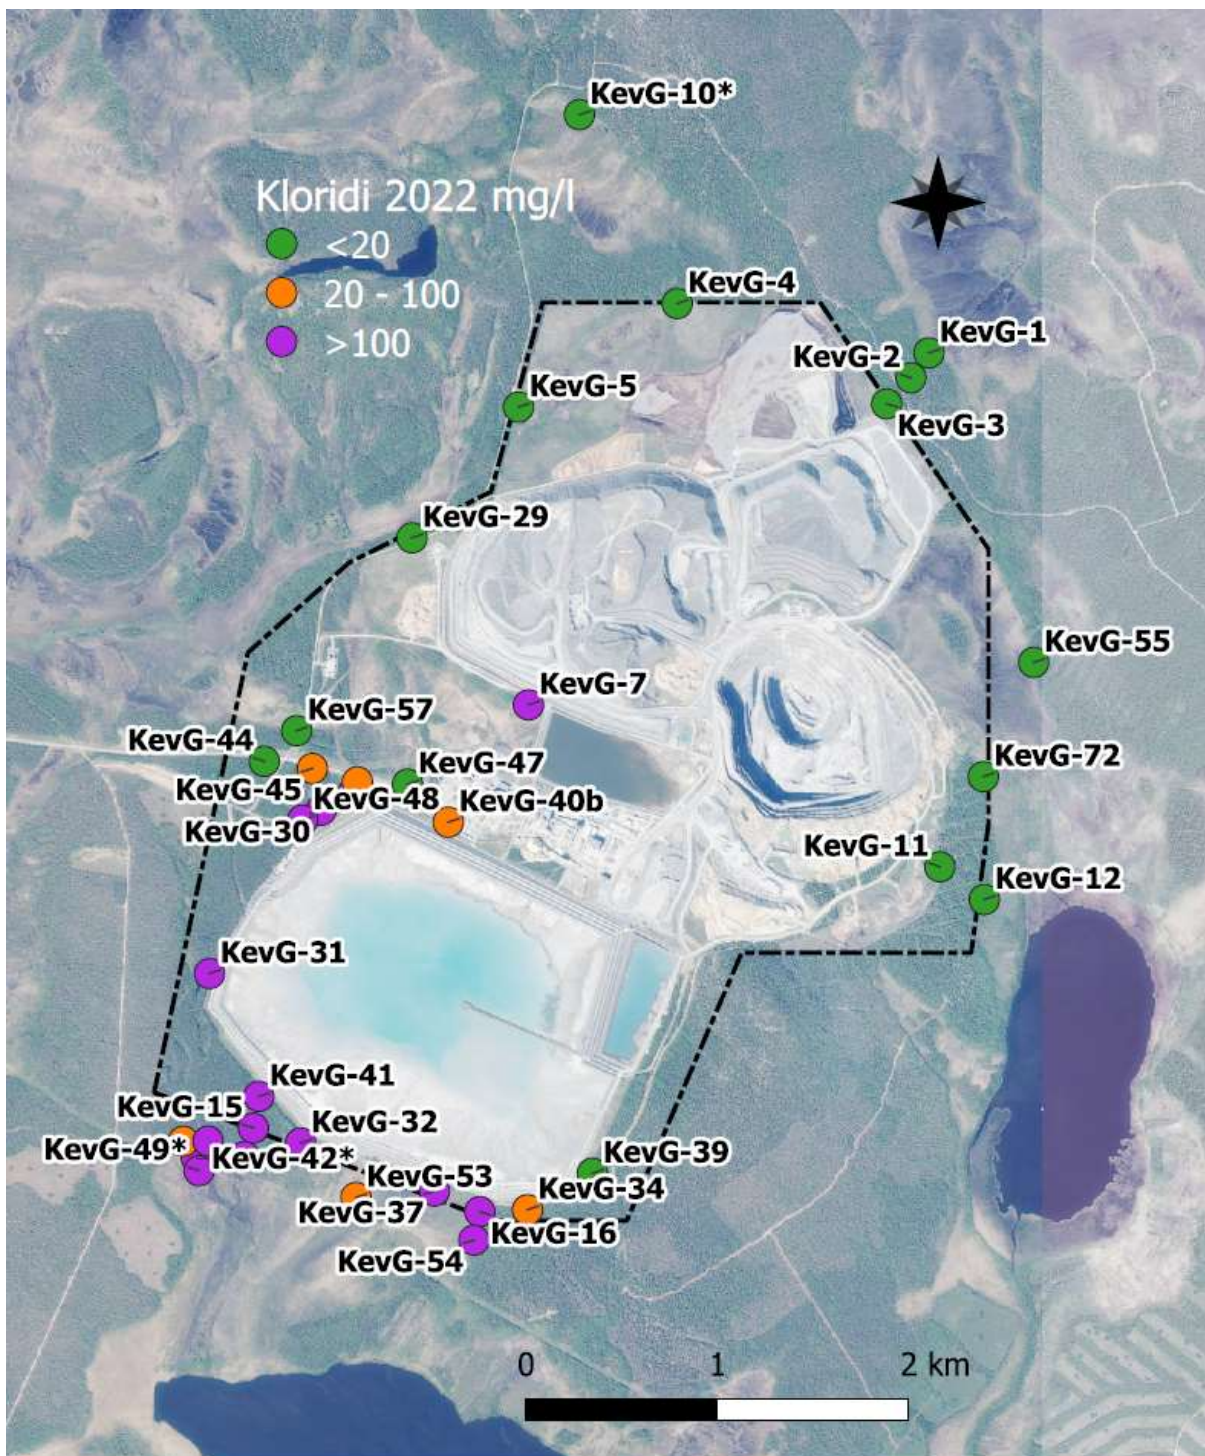 KevG-10*
Kloridi 2022 mg/l
<20
20 - 100
>100
KevG-4
KevG-1
KevG-2
KevG-5
KevG-3
KevG-29
KevG-55
KevG-7
KevG-57
KevG-44
KevG-47
KevG-72
KevG-45
KevG-48
KevG-40b
KevG-30
KevG-11
KevG-12
KevG-31
KevG-41
KevG-15
KevG-32
KevG-49*
KevG-42*
KevG-39
KevG-53
KevG-34
KevG-37
KevG-16
KevG-54
0 1 2 km